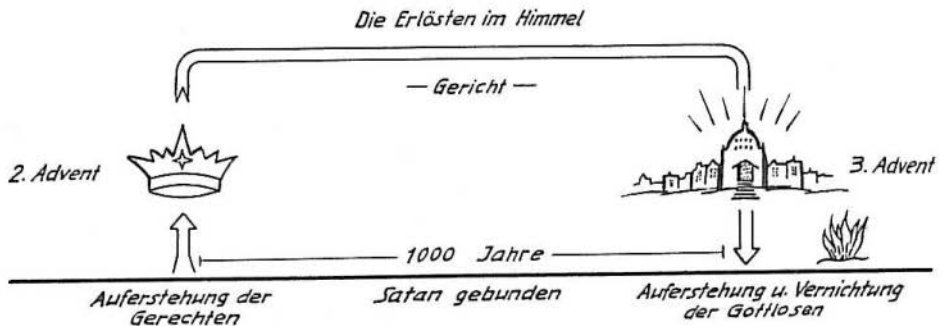 Die Erlösten im Himmel
— Gericht —
2. Advent
3. Advent
1000 Jahre
Auferstehung der
Gerechten
Satan gebunden
Auferstehung u. Vernichtung
der Gottlosen